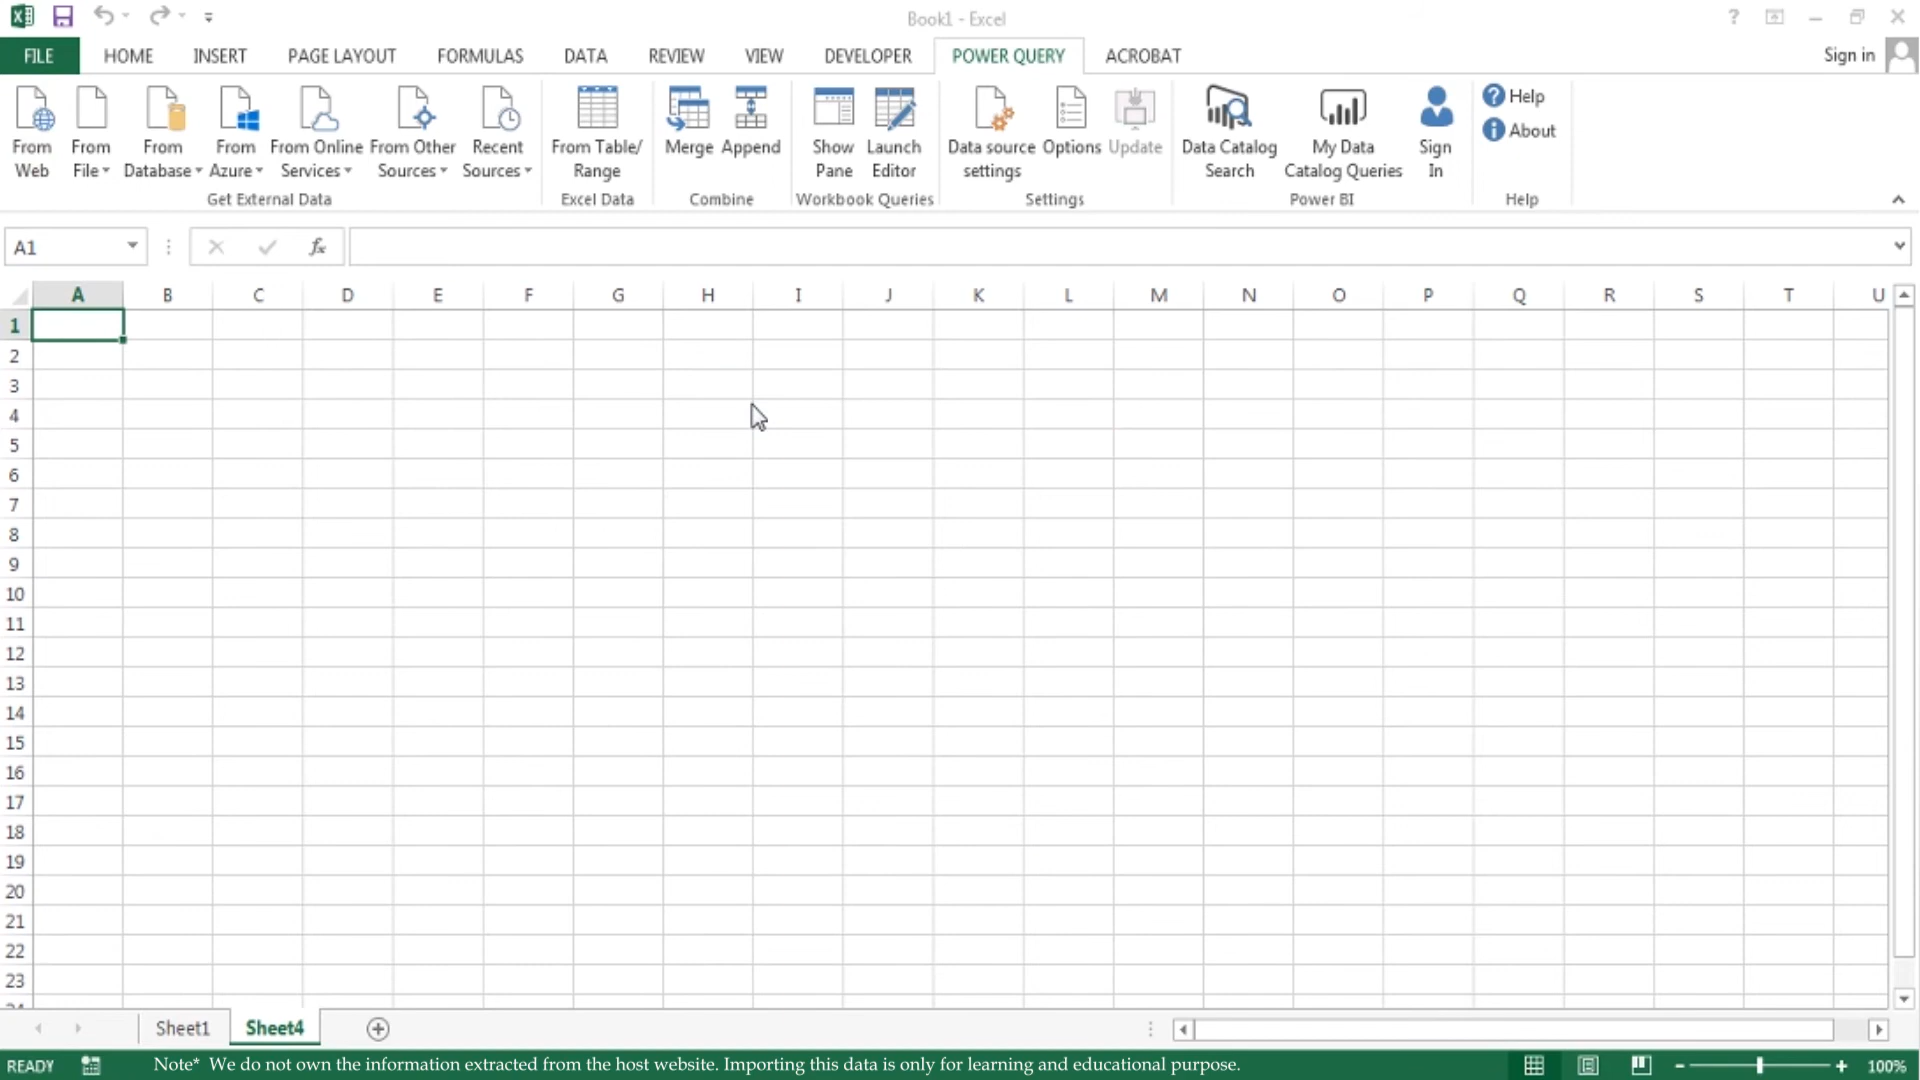 Book1 - Excel
?
FILE HOME INSERT PAGE LAYOUT FORMULAS DATA REVIEW VIEW DEVELOPER POWER QUERY ACROBAT Sign in
From Web
From File
From Database
From Azure
From Online Services
From Other Sources
Recent Sources
Get External Data
From Table/ Range
Excel Data
Merge
Append
Combine
Show Pane
Launch Editor
Workbook Queries
Data source settings
Options
Update
Settings
Data Catalog Search
My Data Catalog Queries
Sign In
Power BI
Help
About
Help
A1
fx
A B C D E F G H I J K L M N O P Q R S T U
1
2
3
4
5
6
7
8
9
10
11
12
13
14
15
16
17
18
19
20
21
22
23
Sheet1 Sheet4
READY Note* We do not own the information extracted from the host website. Importing this data is only for learning and educational purpose. 100%